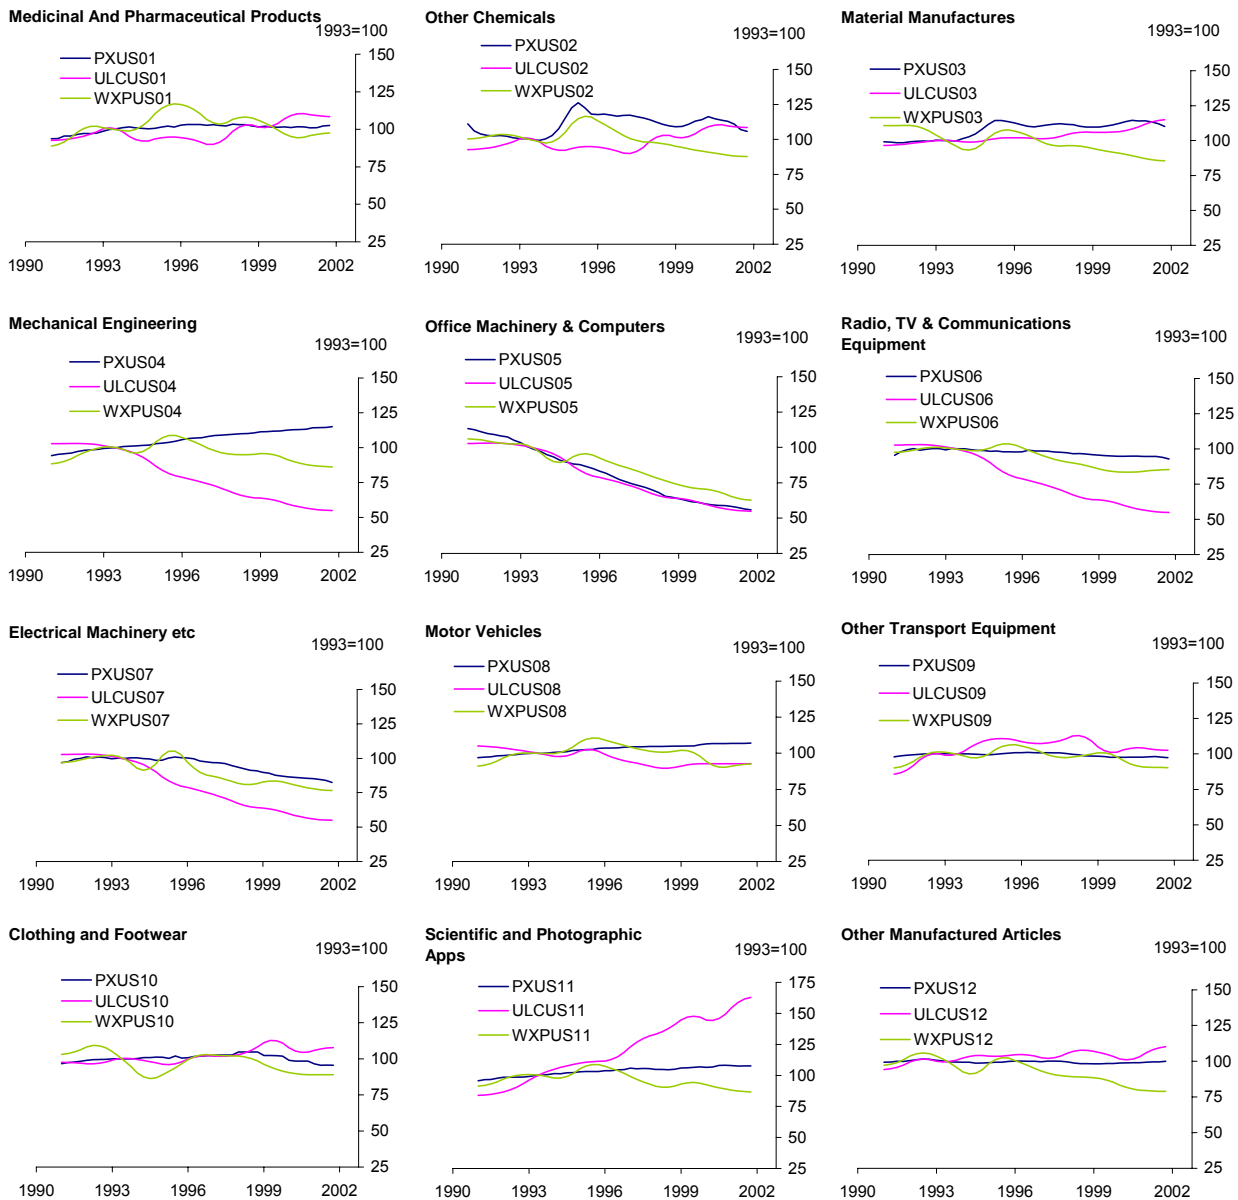 Medicinal And Pharmaceutical Products
1993=100
PXUS01
ULCUS01
WXPUS01
150
125
100
75
50
25
1990 1993 1996 1999 2002
Other Chemicals
1993=100
PXUS02
ULCUS02
WXPUS02
150
125
100
75
50
25
1990 1993 1996 1999 2002
Material Manufactures
1993=100
PXUS03
ULCUS03
WXPUS03
150
125
100
75
50
25
1990 1993 1996 1999 2002
Mechanical Engineering
1993=100
PXUS04
ULCUS04
WXPUS04
150
125
100
75
50
25
1990 1993 1996 1999 2002
Office Machinery & Computers
1993=100
PXUS05
ULCUS05
WXPUS05
150
125
100
75
50
25
1990 1993 1996 1999 2002
Radio, TV & Communications
Equipment
1993=100
PXUS06
ULCUS06
WXPUS06
150
125
100
75
50
25
1990 1993 1996 1999 2002
Electrical Machinery etc
1993=100
PXUS07
ULCUS07
WXPUS07
150
125
100
75
50
25
1990 1993 1996 1999 2002
Motor Vehicles
1993=100
PXUS08
ULCUS08
WXPUS08
150
125
100
75
50
25
1990 1993 1996 1999 2002
Other Transport Equipment
1993=100
PXUS09
ULCUS09
WXPUS09
150
125
100
75
50
25
1990 1993 1996 1999 2002
Clothing and Footwear
1993=100
PXUS10
ULCUS10
WXPUS10
150
125
100
75
50
25
1990 1993 1996 1999 2002
Scientific and Photographic
Apps
1993=100
PXUS11
ULCUS11
WXPUS11
175
150
125
100
75
50
25
1990 1993 1996 1999 2002
Other Manufactured Articles
1993=100
PXUS12
ULCUS12
WXPUS12
150
125
100
75
50
25
1990 1993 1996 1999 2002